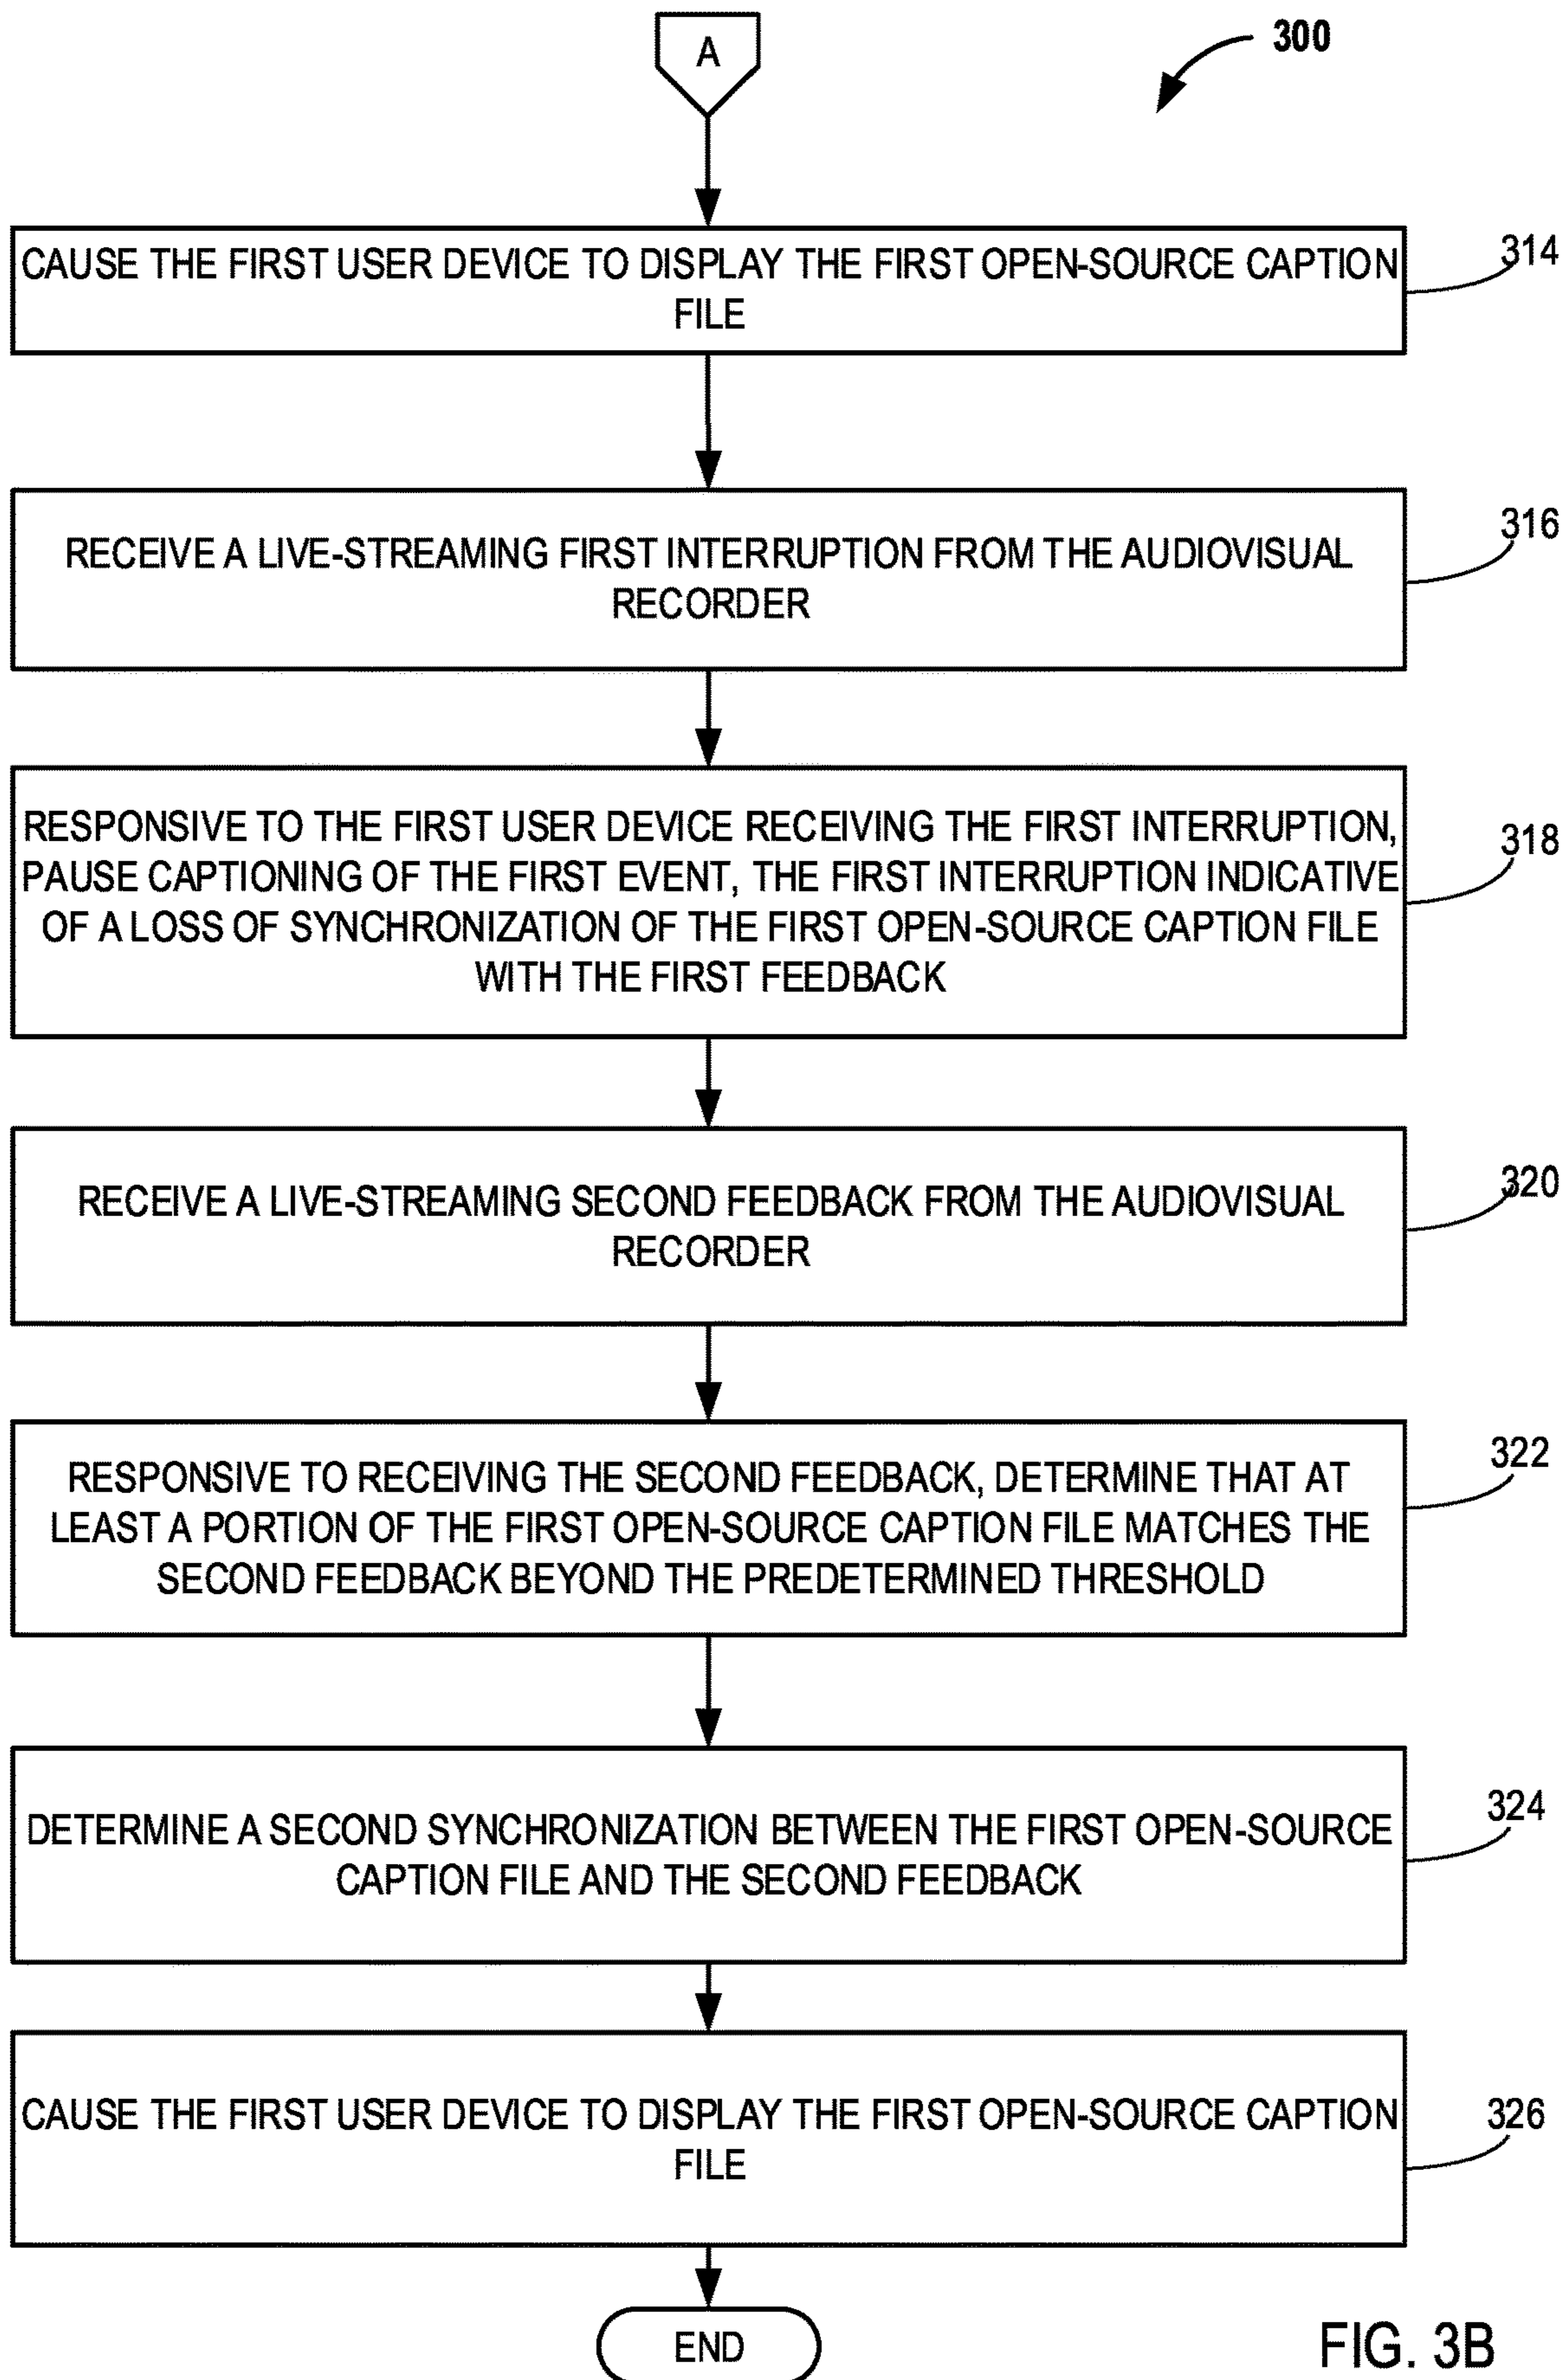 A
300
CAUSE THE FIRST USER DEVICE TO DISPLAY THE FIRST OPEN-SOURCE CAPTION
FILE
314
RECEIVE A LIVE-STREAMING FIRST INTERRUPTION FROM THE AUDIOVISUAL
RECORDER
316
RESPONSIVE TO THE FIRST USER DEVICE RECEIVING THE FIRST INTERRUPTION,
PAUSE CAPTIONING OF THE FIRST EVENT, THE FIRST INTERRUPTION INDICATIVE
OF A LOSS OF SYNCHRONIZATION OF THE FIRST OPEN-SOURCE CAPTION FILE
WITH THE FIRST FEEDBACK
318
RECEIVE A LIVE-STREAMING SECOND FEEDBACK FROM THE AUDIOVISUAL
RECORDER
320
RESPONSIVE TO RECEIVING THE SECOND FEEDBACK, DETERMINE THAT AT
LEAST A PORTION OF THE FIRST OPEN-SOURCE CAPTION FILE MATCHES THE
SECOND FEEDBACK BEYOND THE PREDETERMINED THRESHOLD
322
DETERMINE A SECOND SYNCHRONIZATION BETWEEN THE FIRST OPEN-SOURCE
CAPTION FILE AND THE SECOND FEEDBACK
324
CAUSE THE FIRST USER DEVICE TO DISPLAY THE FIRST OPEN-SOURCE CAPTION
FILE
326
END
FIG. 3B